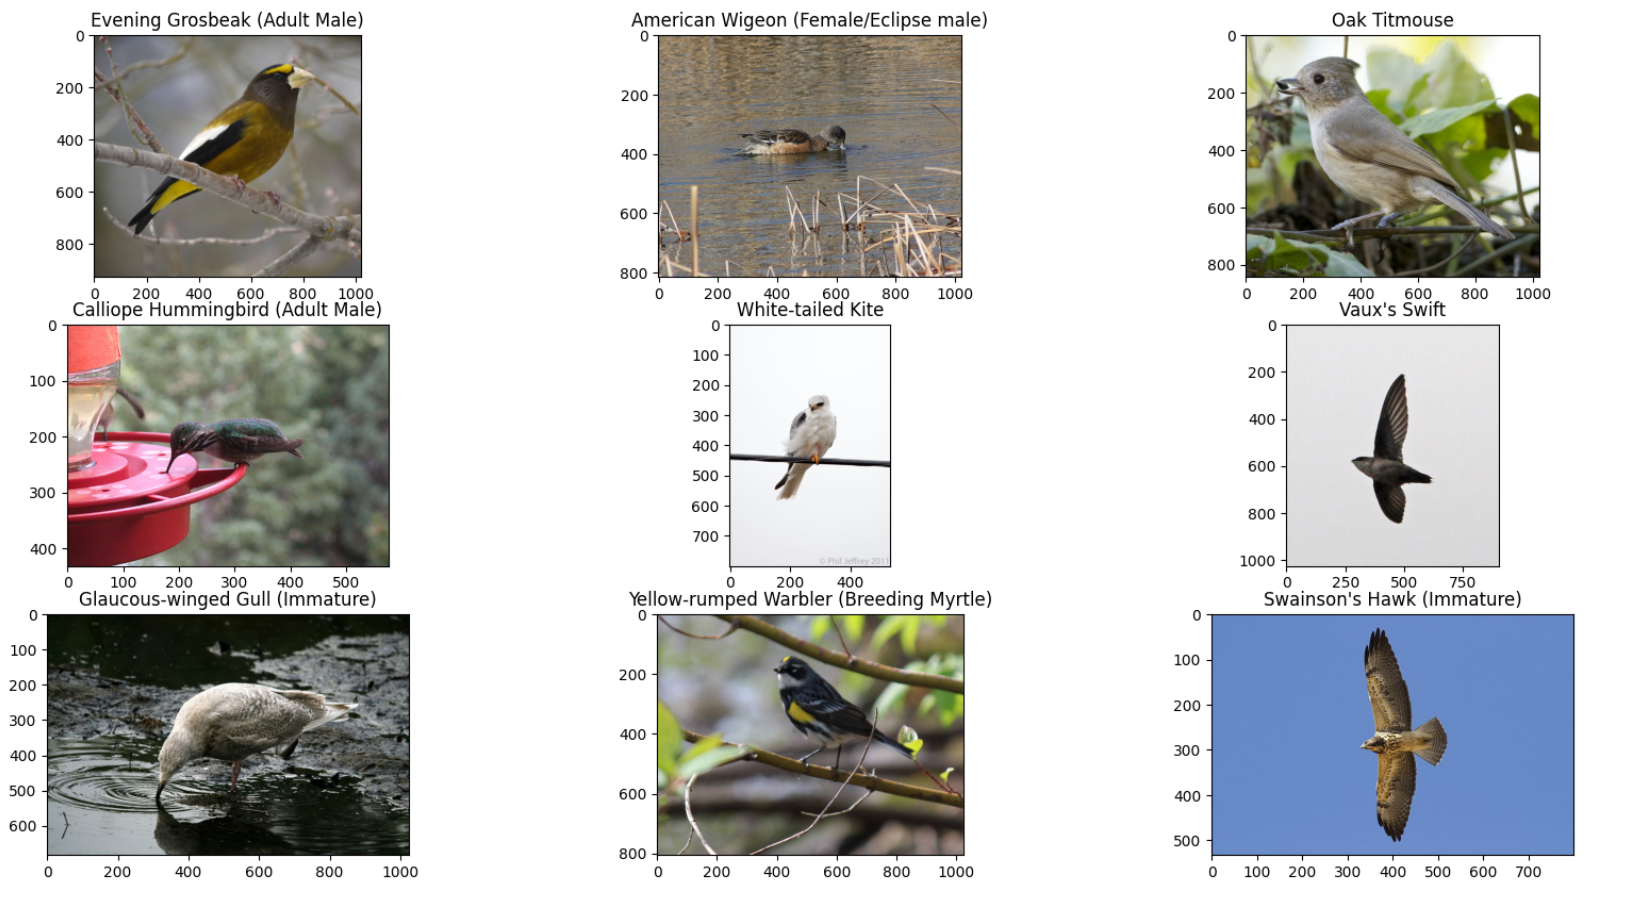 Evening Grosbeak (Adult Male)
0
200
400
600
800
0 200 400 600 800 1000
American Wigeon (Female/Eclipse male)
0
200
400
600
800
0 200 400 600 800 1000
Oak Titmouse
0
200
400
600
800
0 200 400 600 800 1000
Calliope Hummingbird (Adult Male)
0
100
200
300
400
0 100 200 300 400 500
White-tailed Kite
0
100
200
300
400
500
600
700
© Phil Jeffrey 2011
0 200 400
Vaux's Swift
0
200
400
600
800
1000
0 250 500 750
Glaucous-winged Gull (Immature)
0
100
200
300
400
500
600
0 200 400 600 800 1000
Yellow-rumped Warbler (Breeding Myrtle)
0
200
400
600
800
0 200 400 600 800 1000
Swainson's Hawk (Immature)
0
100
200
300
400
500
0 100 200 300 400 500 600 700